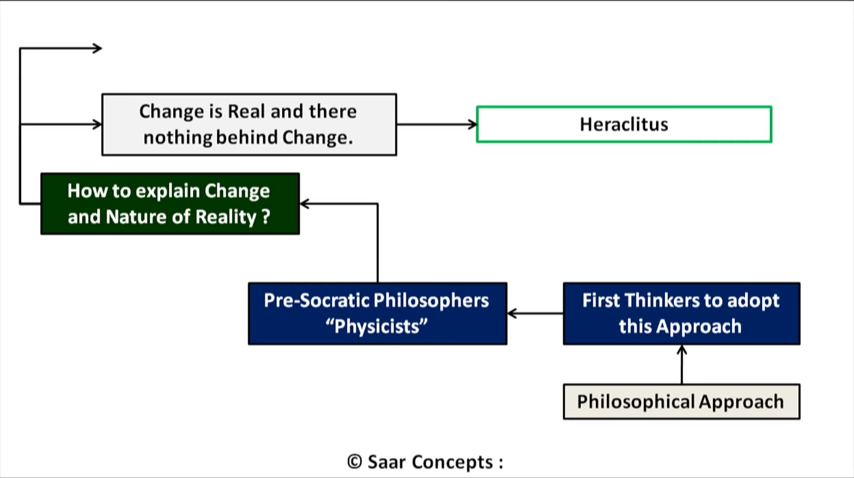 Change is Real and there
nothing behind Change.
Heraclitus
How to explain Change
and Nature of Reality ?
Pre-Socratic Philosophers
“Physicists”
First Thinkers to adopt
this Approach
Philosophical Approach
© Saar Concepts :